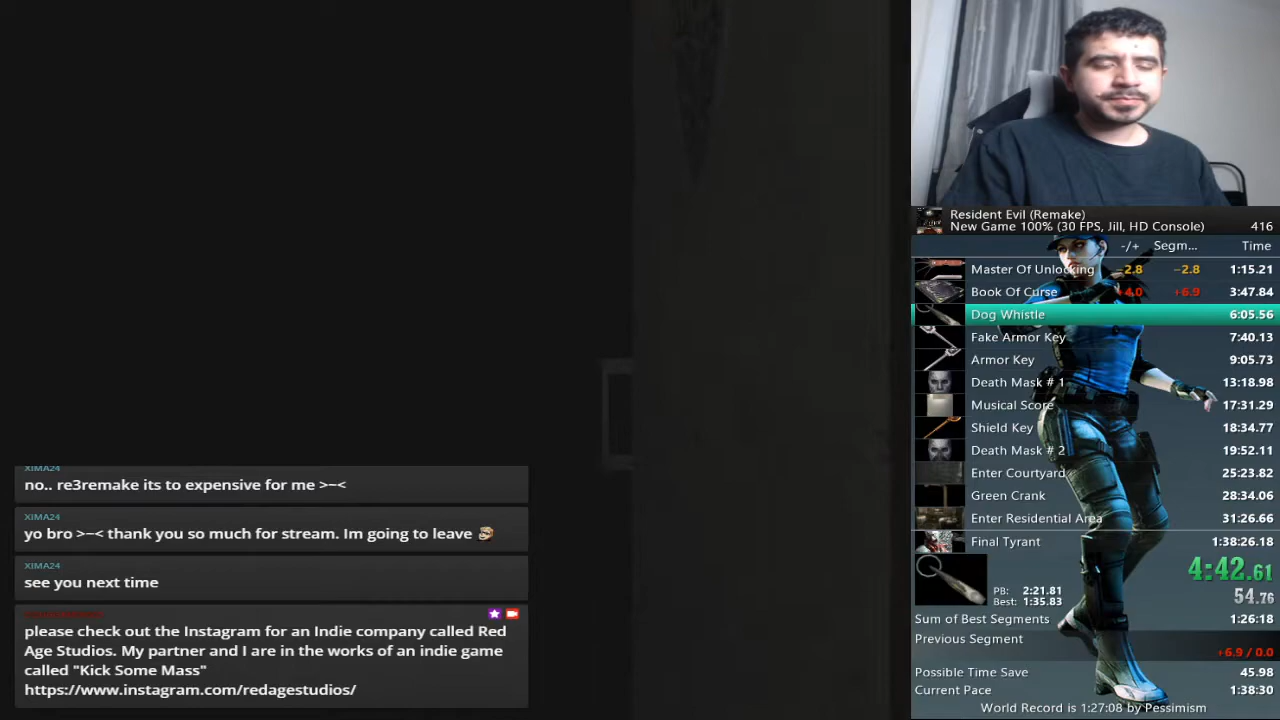 XIMA24
no.. re3remake its to expensive for me >~<
XIMA24
yo bro >~< thank you so much for stream. Im going to leave
XIMA24
see you next time
please check out the Instagram for an Indie company called Red
Age Studios. My partner and I are in the works of an indie game
called "Kick Some Mass"
https://www.instagram.com/redagestudios/
Resident Evil (Remake)
New Game 100% (30 FPS, Jill, HD Console) 416
-/+ Segm... Time
Master Of Unlocking −2.8 −2.8 1:15.21
Book Of Curse +4.0 +6.9 3:47.84
Dog Whistle 6:05.56
Fake Armor Key 7:40.13
Armor Key 9:05.73
Death Mask # 1 13:18.98
Musical Score 17:31.29
Shield Key 18:34.77
Death Mask # 2 19:52.11
Enter Courtyard 25:23.82
Green Crank 28:34.06
Enter Residential Area 31:26.66
Final Tyrant 1:38:26.18
4:42.61
PB: 2:21.81
Best: 1:35.83
54.76
Sum of Best Segments 1:26:18
Previous Segment
+6.9 / 0.0
Possible Time Save 45.98
Current Pace 1:38:30
World Record is 1:27:08 by Pessimism